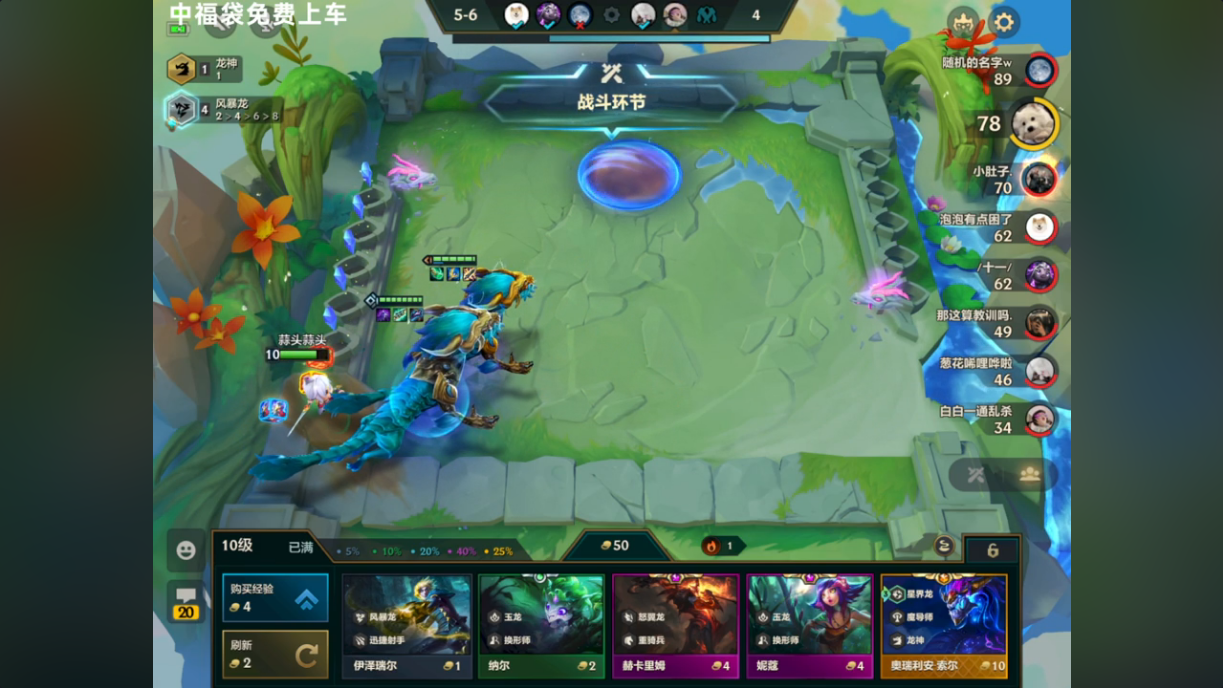 中福袋免费上车
5-6
4
1
龙神
1
4
风暴龙
2 > 4 > 6 > 8
战斗环节
随机的名字w
89
78
小肚子.
70
泡泡有点困了
62
/十一/
62
那这算教训吗.
49
葱花唏哩哗啦
46
白白一通乱杀
34
蒜头蒜头
10
10级
已满
5%
10%
20%
40%
25%
50
1
6
20
购买经验
4
刷新
2
风暴龙
迅捷射手
伊泽瑞尔
1
玉龙
换形师
纳尔
2
怒翼龙
重骑兵
赫卡里姆
4
玉龙
换形师
妮蔻
4
星界龙
魔导师
龙神
奥瑞利安·索尔
10